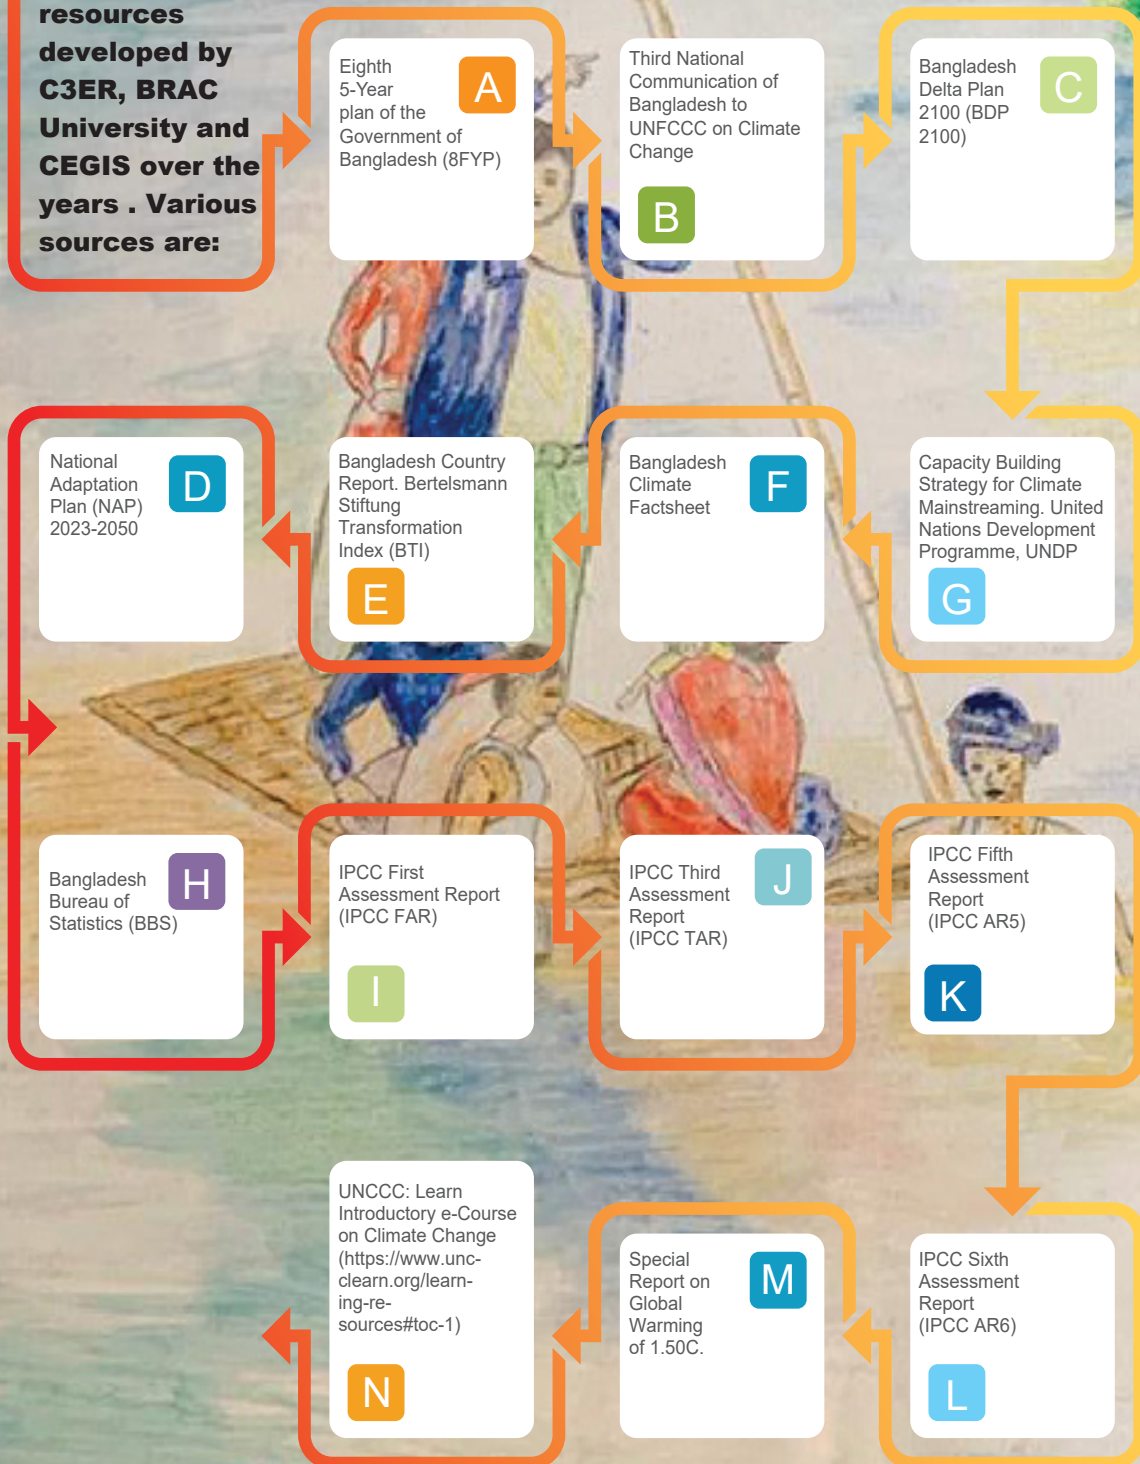 resources
developed by
C3ER, BRAC
University and
CEGIS over the
years . Various
sources are:
Eighth
5-Year
plan of the
Government of
Bangladesh (8FYP)
A
Third National
Communication of
Bangladesh to
UNFCCC on Climate
Change
B
Bangladesh
Delta Plan
2100 (BDP
2100)
C
National
Adaptation
Plan (NAP)
2023-2050
D
Bangladesh Country
Report. Bertelsmann
Stiftung
Transformation
Index (BTI)
E
Bangladesh
Climate
Factsheet
F
Capacity Building
Strategy for Climate
Mainstreaming. United
Nations Development
Programme, UNDP
G
Bangladesh
Bureau of
Statistics (BBS)
H
IPCC First
Assessment Report
(IPCC FAR)
I
IPCC Third
Assessment
Report
(IPCC TAR)
J
IPCC Fifth
Assessment
Report
(IPCC AR5)
K
UNCCC: Learn
Introductory e-Course
on Climate Change
(https://www.unc-
clearn.org/learn-
ing-re-
sources#toc-1)
N
Special
Report on
Global
Warming
of 1.50C.
M
IPCC Sixth
Assessment
Report
(IPCC AR6)
L